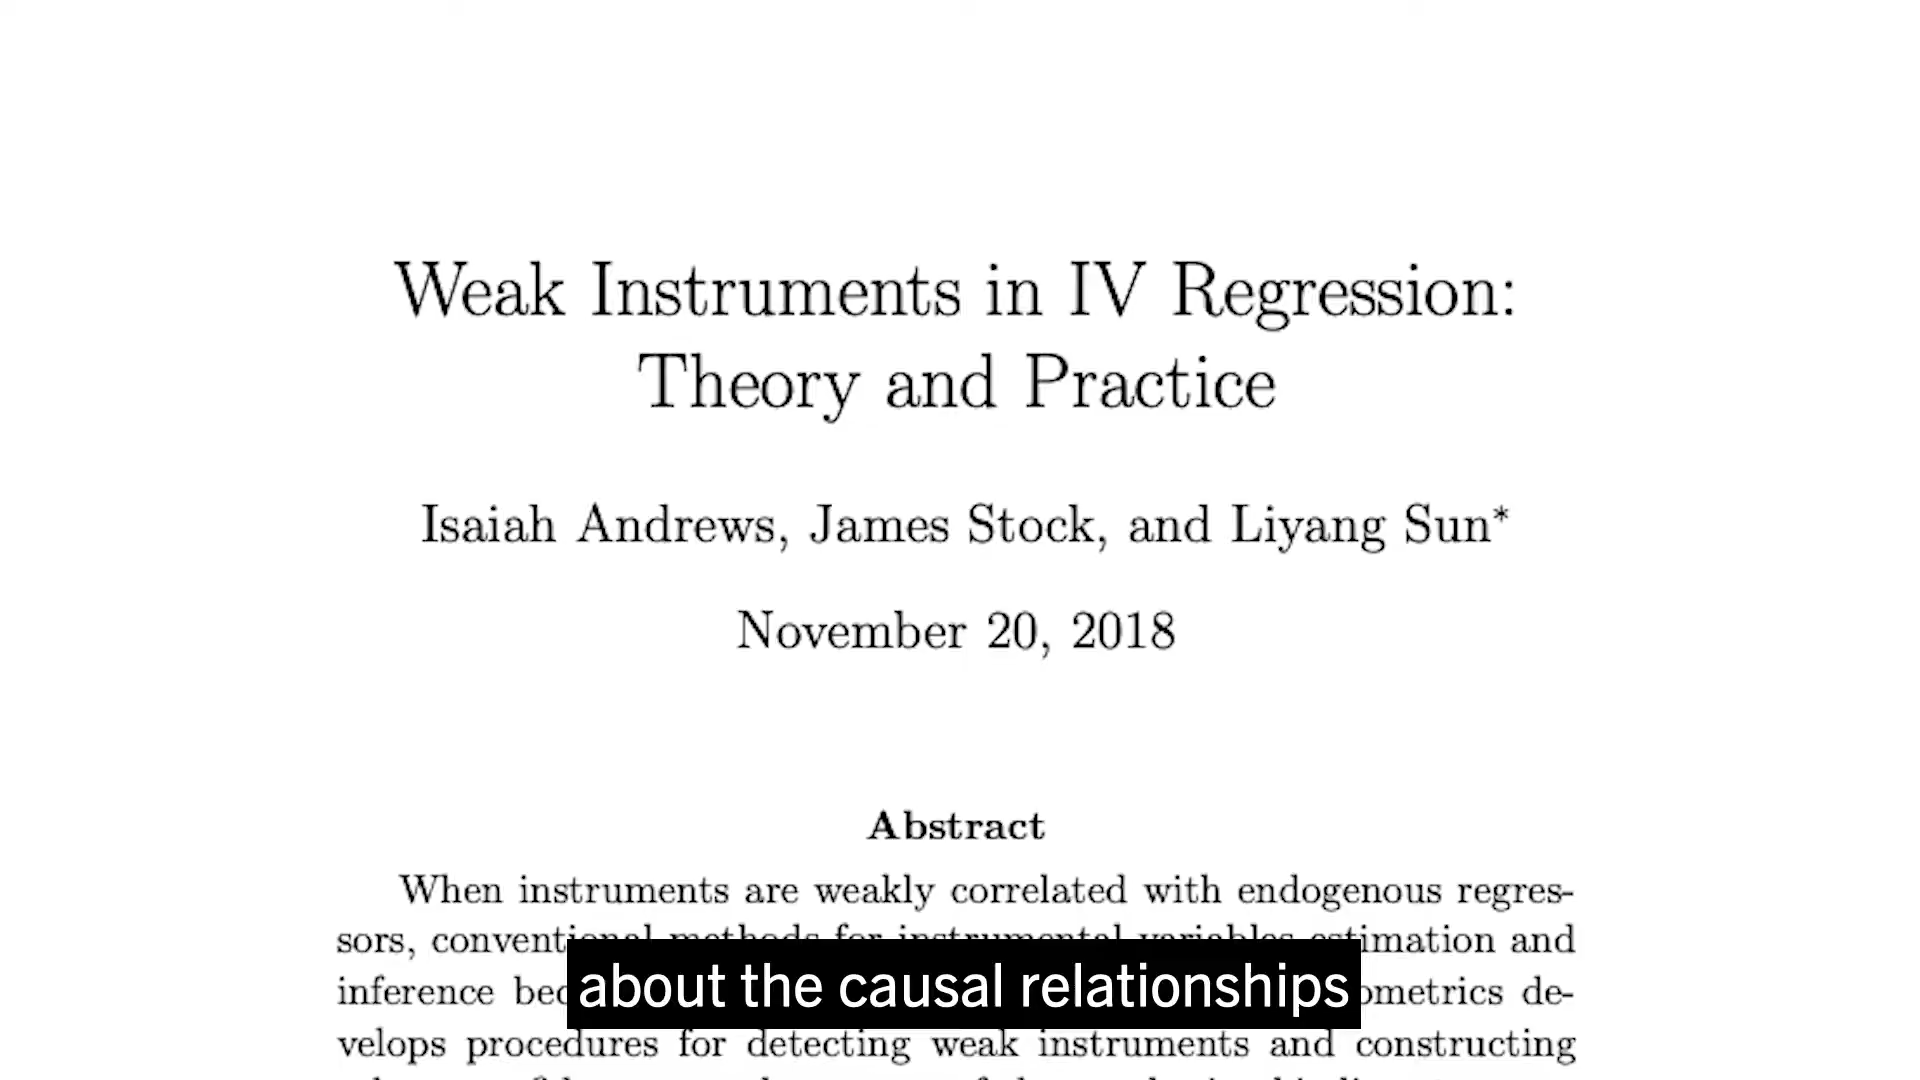 Weak Instruments in IV Regression:
Theory and Practice
Isaiah Andrews, James Stock, and Liyang Sun*
November 20, 2018
Abstract
When instruments are weakly correlated with endogenous regres-
sors, conventional methods for instrumental variables estimation and
inference
about the causal relationships
velops procedures for detecting weak instruments and constructing